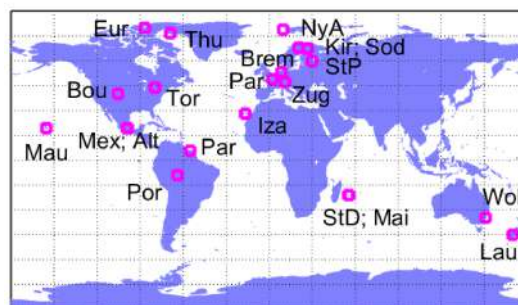 Eur
Thu
NyA
Kir; Sod
Brem
StP
Par
Zug
Bou
Tor
Iza
Mau
Mex; Alt
Par
Por
StD; Mai
Wo
Lau